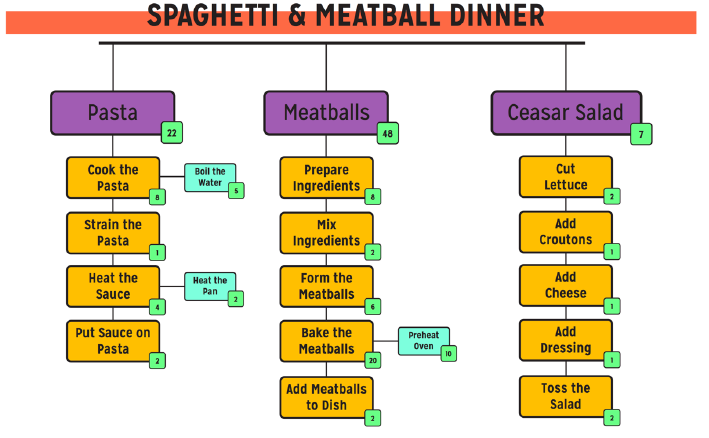 SPAGHETTI & MEATBALL DINNER
Pasta
22
Cook the
Pasta
8
Boil the
Water
5
Strain the
Pasta
1
Heat the
Sauce
4
Heat the
Pan
2
Put Sauce on
Pasta
2
Meatballs
48
Prepare
Ingredients
8
Mix
Ingredients
2
Form the
Meatballs
6
Bake the
Meatballs
20
Preheat
Oven
10
Add Meatballs
to Dish
2
Ceasar Salad
7
Cut
Lettuce
2
Add
Croutons
1
Add
Cheese
1
Add
Dressing
1
Toss the
Salad
2